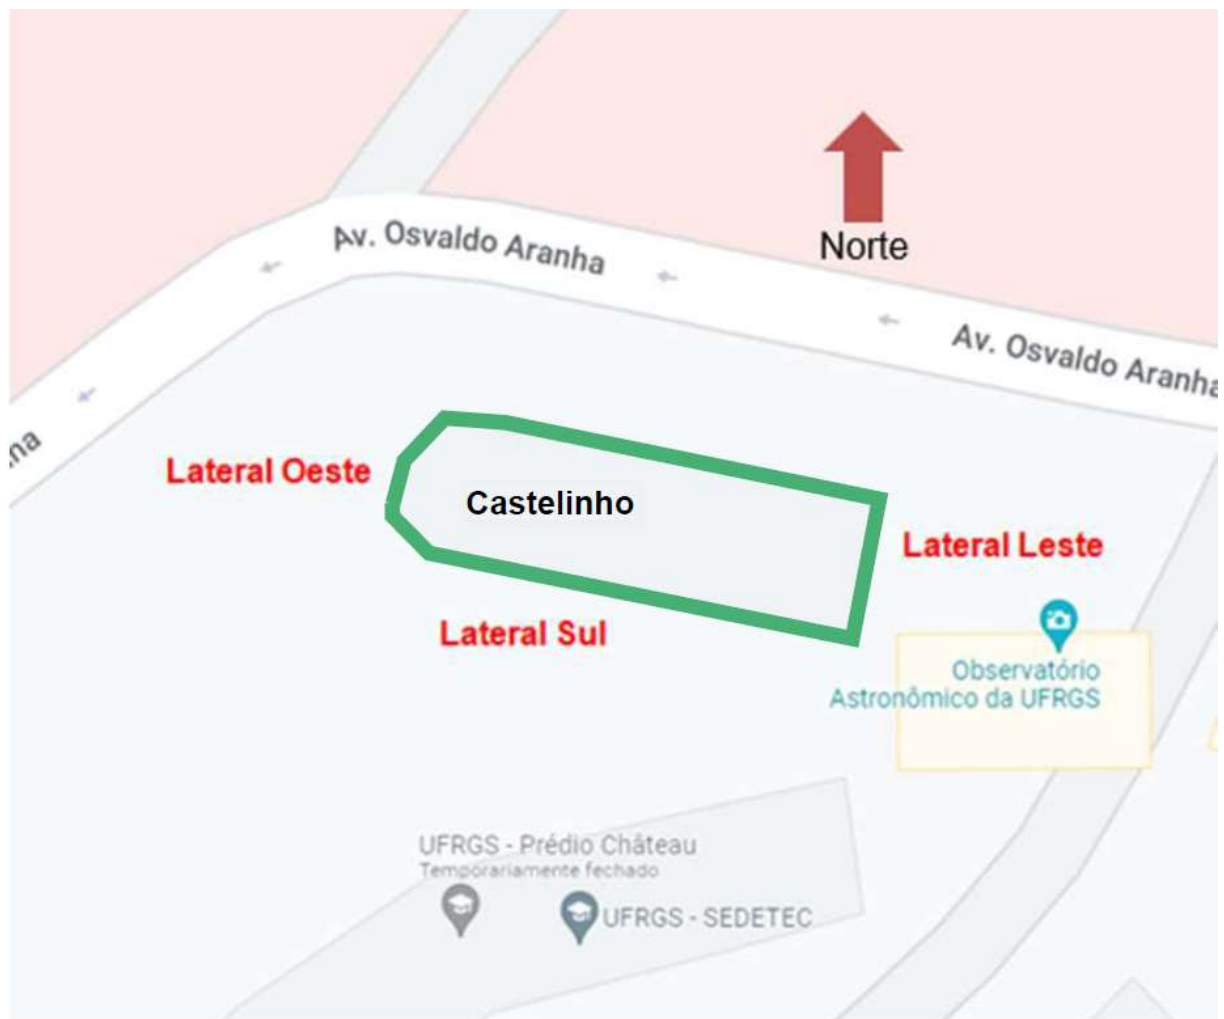 Av. Osvaldo Aranha
Norte
Av. Osvaldo Aranha
na
Lateral Oeste
Castelinho
Lateral Leste
Lateral Sul
Observatório
Astronômico da UFRGS
UFRGS - Prédio Château
Temporariamente fechado
UFRGS - SEDETEC